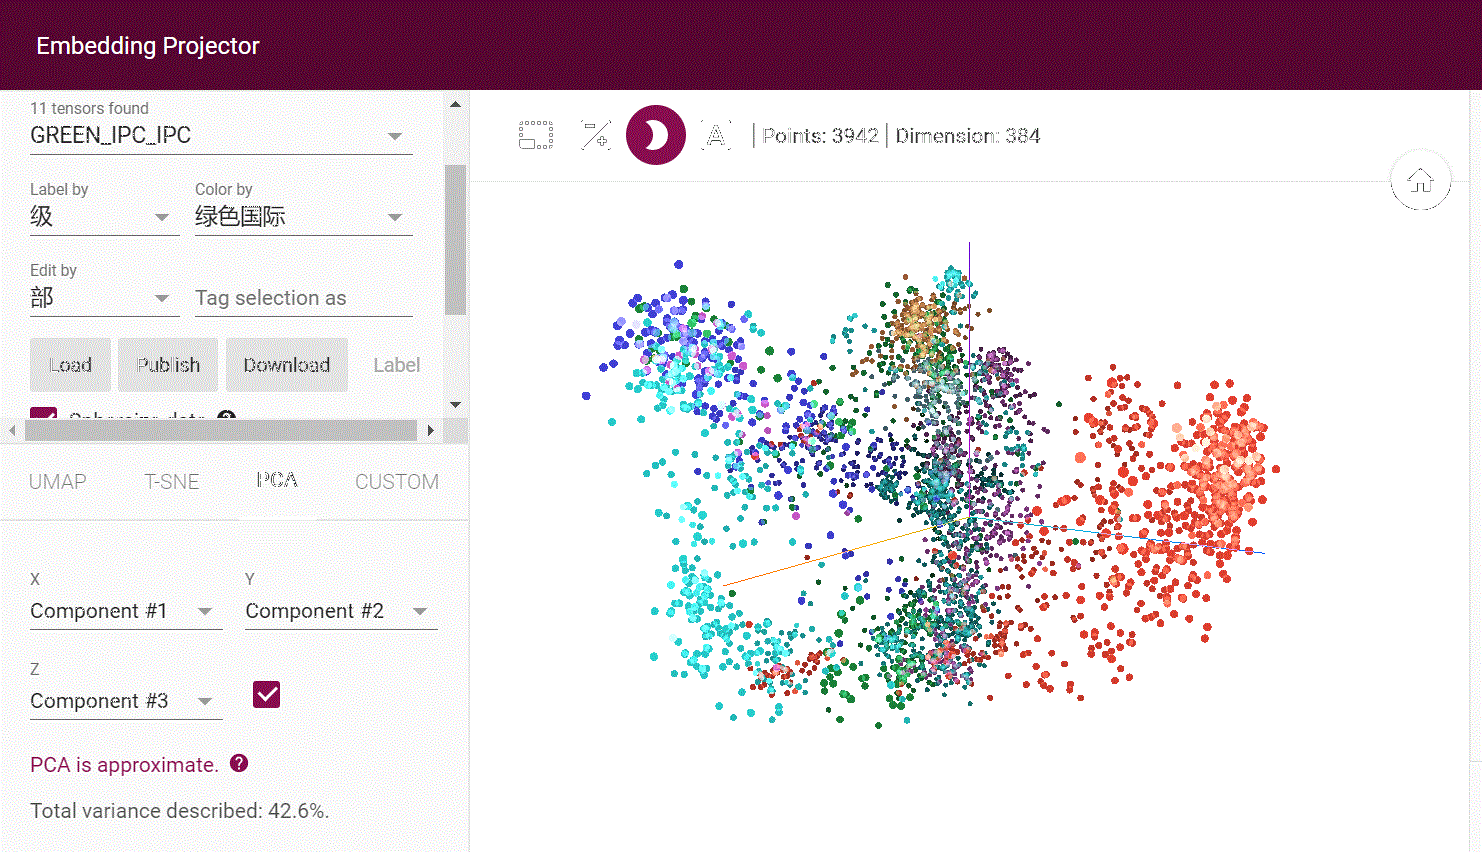 Embedding Projector
11 tensors found
GREEN_IPC_IPC
Label by
Color by
级
绿色国际
Edit by
部
Tag selection as
Load
Publish
Download
Label
A
Points: 3942
Dimension: 384
UMAP
T-SNE
PCA
CUSTOM
X
Y
Component #1
Component #2
Z
Component #3
PCA is approximate.
?
Total variance described: 42.6%.